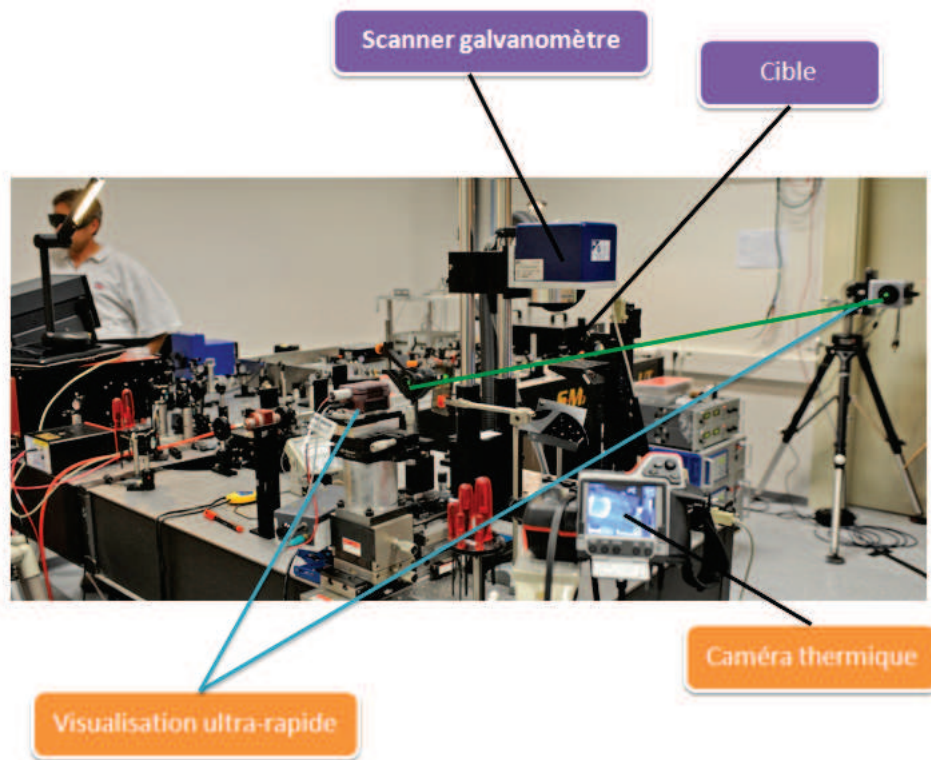 Scanner galvanomètre
Cible
Caméra thermique
Visualisation ultra-rapide